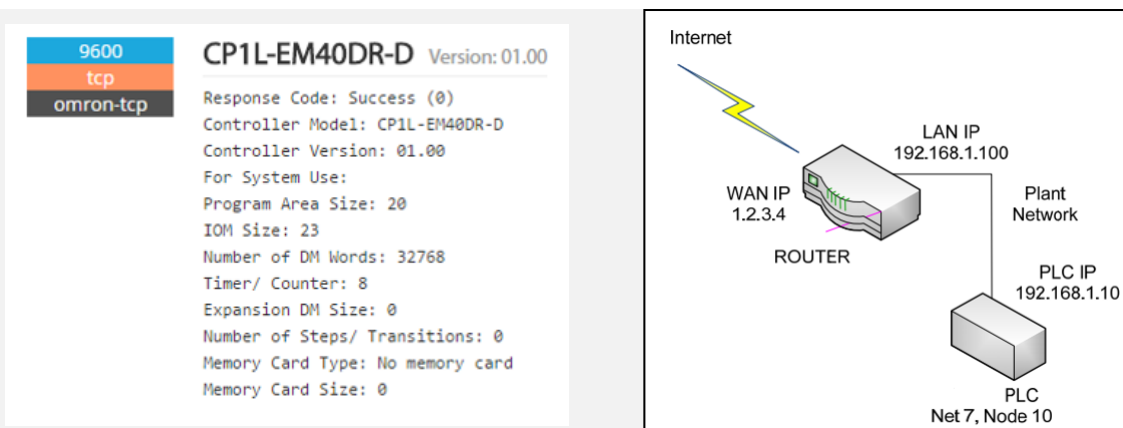 9600
tcp
omron-tcp
CP1L-EM40DR-D Version: 01.00
Response Code: Success (0)
Controller Model: CP1L-EM40DR-D
Controller Version: 01.00
For System Use:
Program Area Size: 20
IOM Size: 23
Number of DM Words: 32768
Timer/ Counter: 8
Expansion DM Size: 0
Number of Steps/ Transitions: 0
Memory Card Type: No memory card
Memory Card Size: 0
Internet
LAN IP
192.168.1.100
WAN IP
1.2.3.4
Plant
Network
ROUTER
PLC IP
192.168.1.10
PLC
Net 7, Node 10